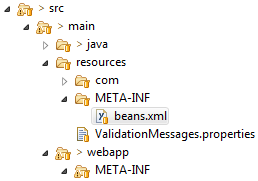 > src
> main
> java
resources
com
META-INF
beans.xml
ValidationMessages.properties
> webapp
META-INF